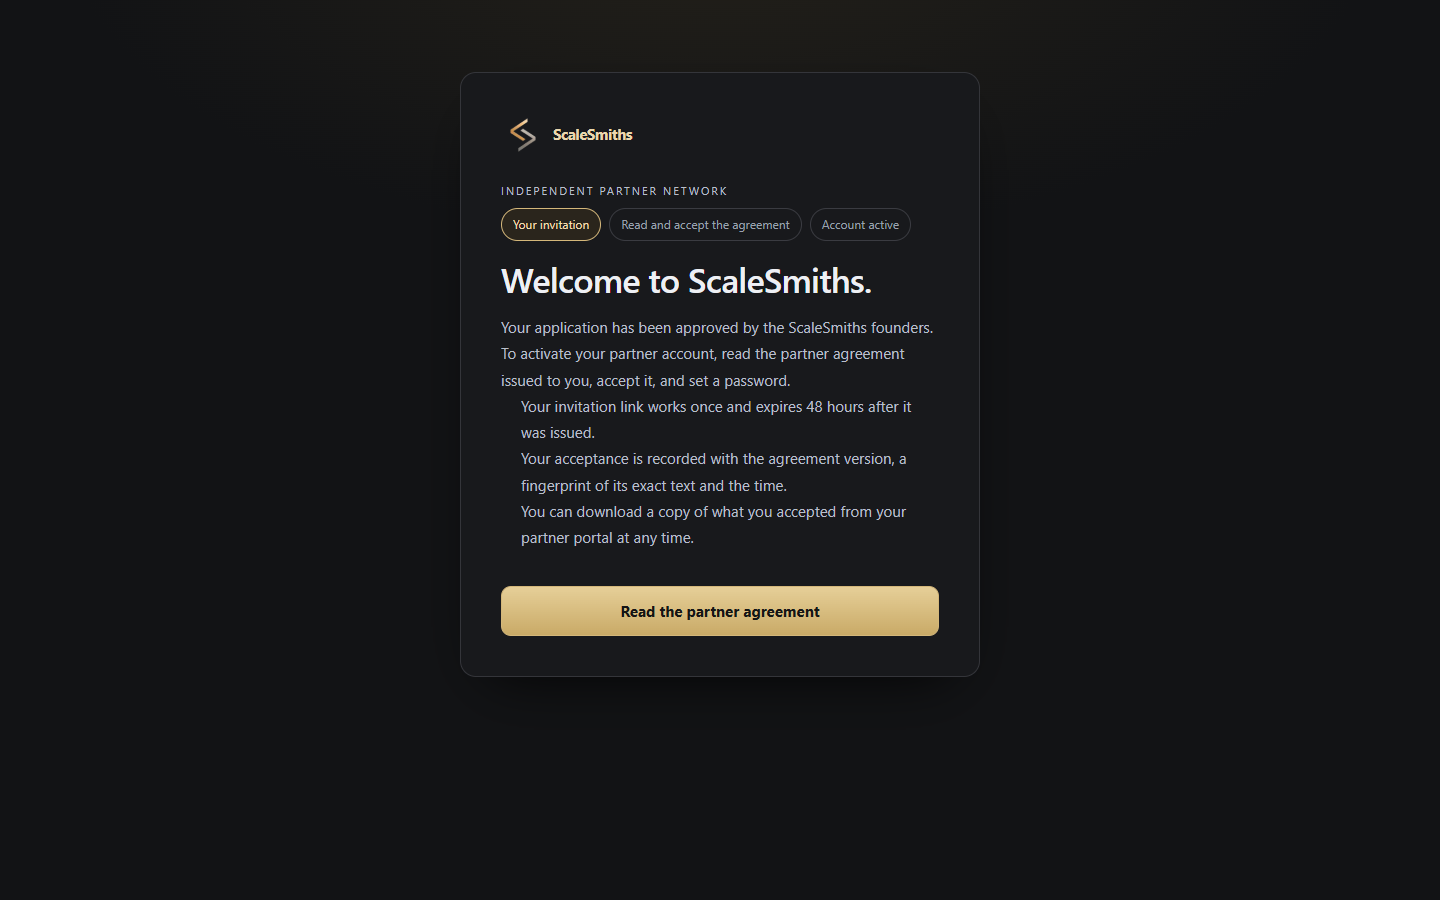 ScaleSmiths
INDEPENDENT PARTNER NETWORK
Your invitation
Read and accept the agreement
Account active
Welcome to ScaleSmiths.
Your application has been approved by the ScaleSmiths founders.
To activate your partner account, read the partner agreement
issued to you, accept it, and set a password.
Your invitation link works once and expires 48 hours after it
was issued.
Your acceptance is recorded with the agreement version, a
fingerprint of its exact text and the time.
You can download a copy of what you accepted from your
partner portal at any time.
Read the partner agreement